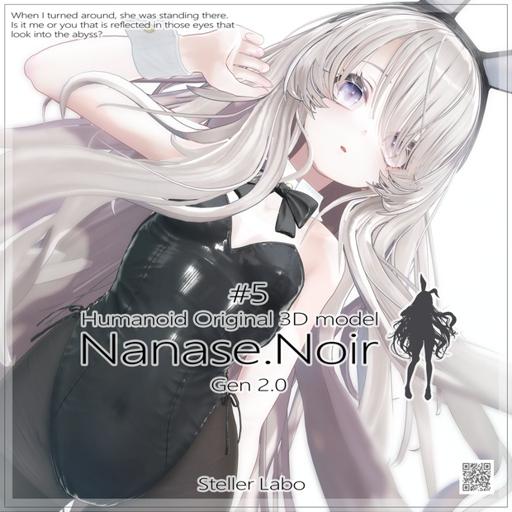 When I turned around, she was standing there.
Is it me or you that is reflected in those eyes that
look into the abyss?
#5
Humanoid Original 3D model
Nanase.Noir
Gen 2.0
Steller Labo